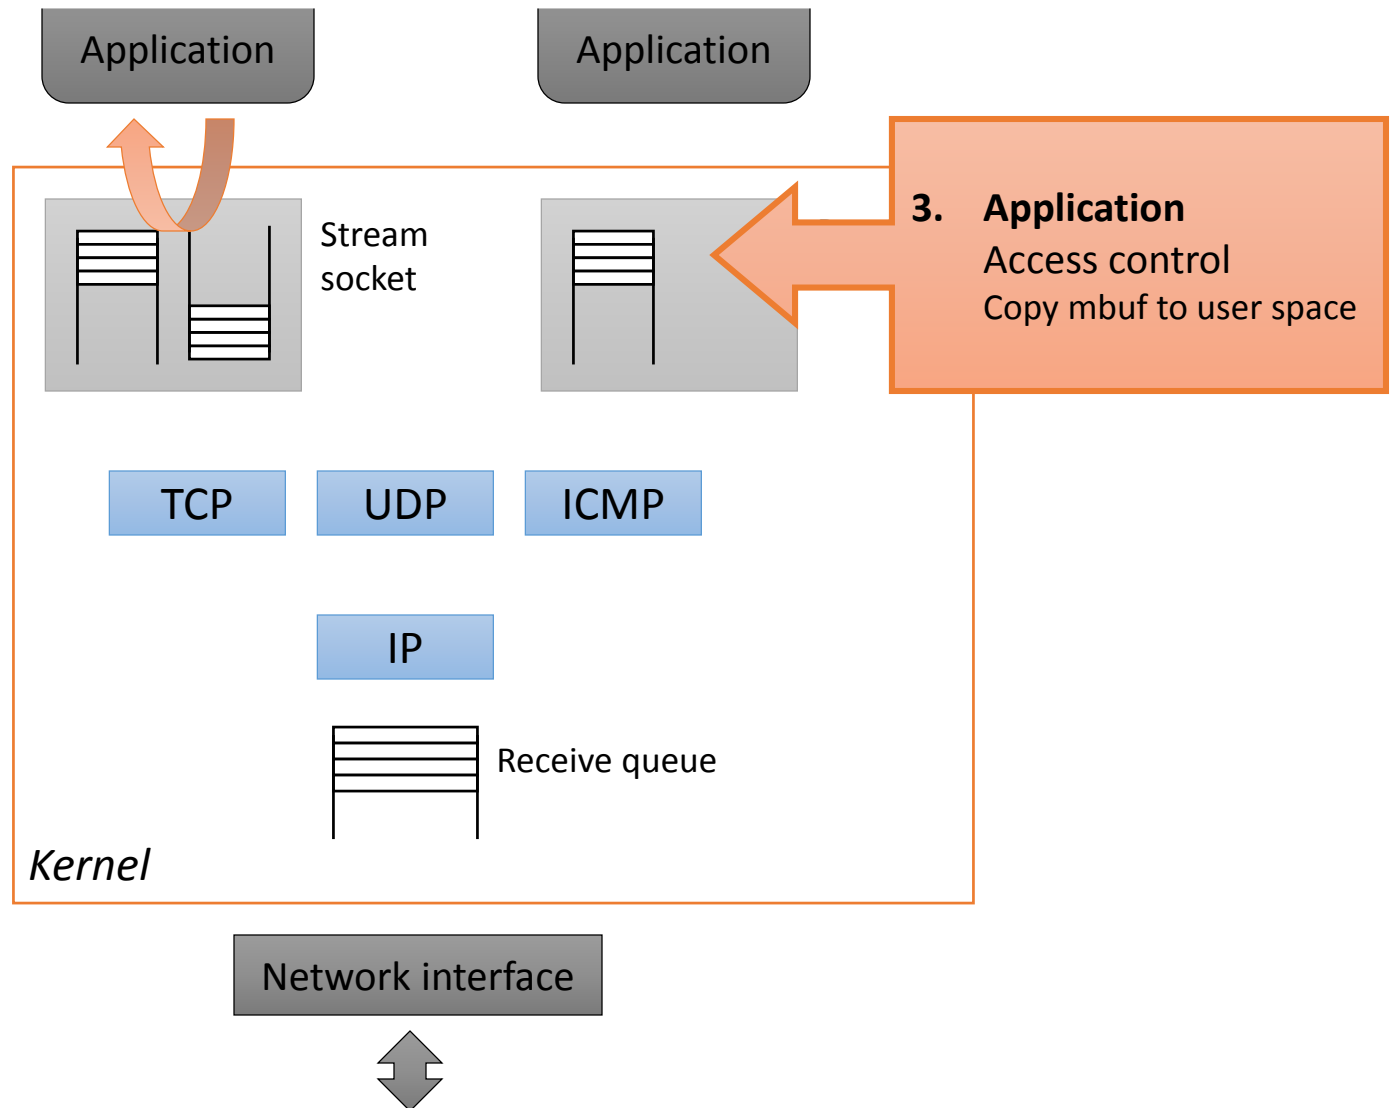 Application
Application
Stream
socket
3. Application
Access control
Copy mbuf to user space
TCP
UDP
ICMP
IP
Receive queue
Kernel
Network interface